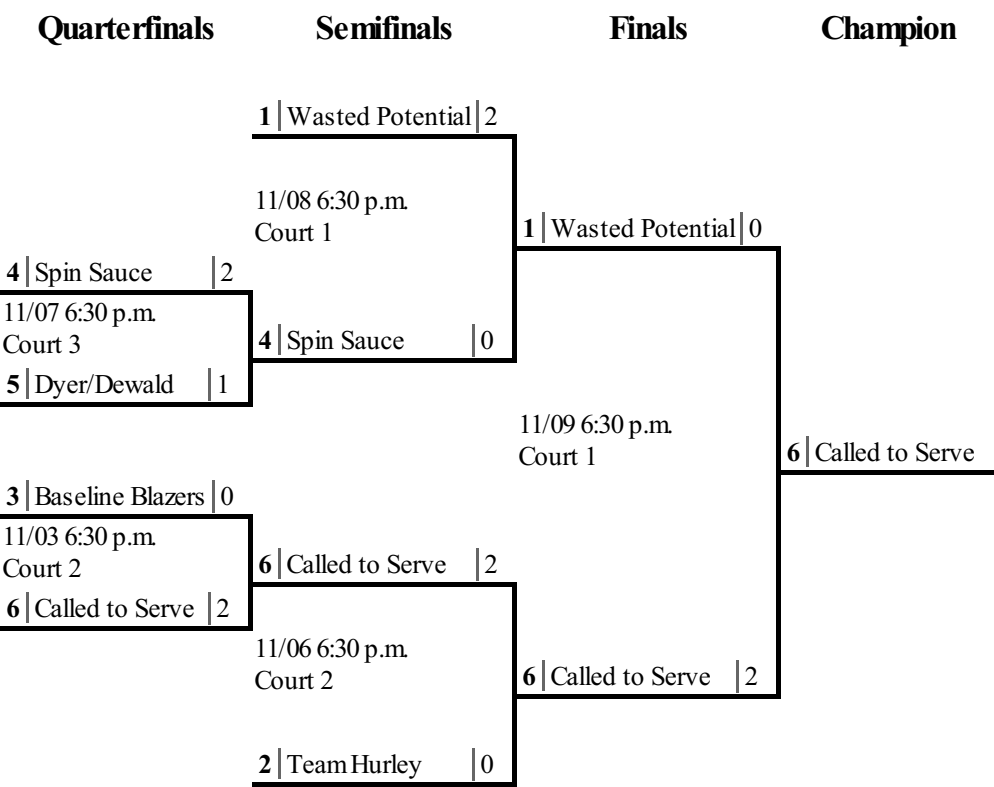 Quarterfinals Semifinals Finals Champion
1 Wasted Potential 2
11/08 6:30 p.m.
Court 1
1 Wasted Potential 0
4 Spin Sauce 2
11/07 6:30 p.m.
Court 3
4 Spin Sauce 0
5 Dyer/Dewald 1
11/09 6:30 p.m.
Court 1
6 Called to Serve
3 Baseline Blazers 0
11/03 6:30 p.m.
Court 2
6 Called to Serve 2
6 Called to Serve 2
11/06 6:30 p.m.
Court 2
6 Called to Serve 2
2 Team Hurley 0